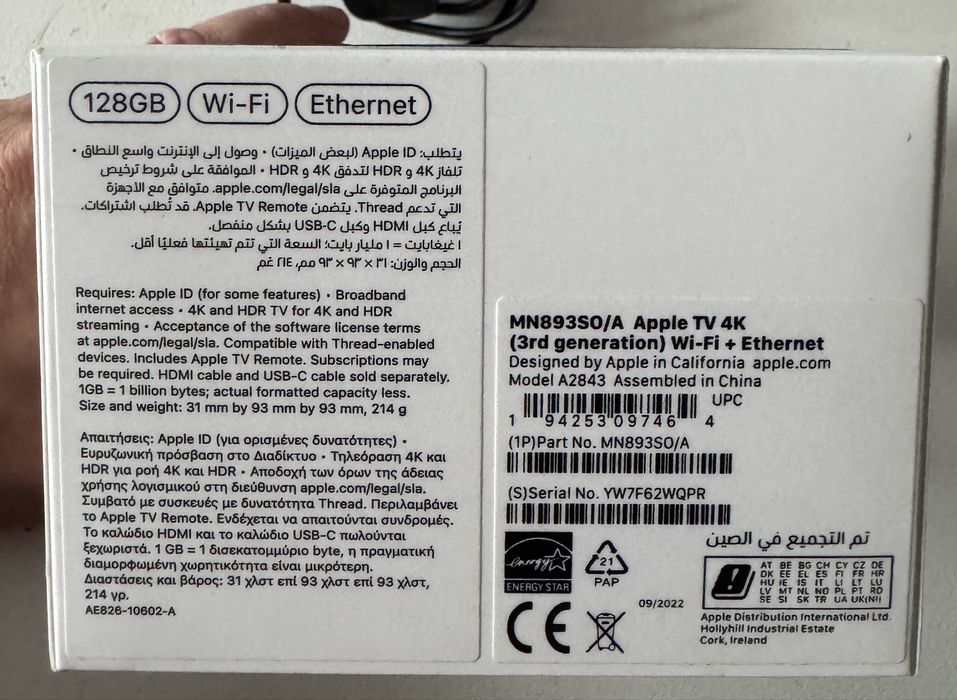 128GB Wi-Fi Ethernet
يتطلب: Apple ID (لبعض الميزات) • وصول إلى الإنترنت واسع النطاق •
تلفاز 4K و HDR لتدفق 4K و HDR • الموافقة على شروط ترخيص
البرنامج المتوفرة على apple.com/legal/sla. متوافق مع الأجهزة
التي تدعم Thread. يتضمن Apple TV Remote. قد تُطلب اشتراكات.
يُباع كبل HDMI وكبل USB-C بشكل منفصل.
١ غيغابايت = ١ مليار بايت؛ السعة التي تتم تهيئتها فعليًا أقل.
الحجم والوزن: ٣١ × ٩٣ × ٩٣ مم، ٢١٤ غم
Requires: Apple ID (for some features) • Broadband
internet access • 4K and HDR TV for 4K and HDR
streaming • Acceptance of the software license terms
at apple.com/legal/sla. Compatible with Thread-enabled
devices. Includes Apple TV Remote. Subscriptions may
be required. HDMI cable and USB-C cable sold separately.
1GB = 1 billion bytes; actual formatted capacity less.
Size and weight: 31 mm by 93 mm by 93 mm, 214 g
Απαιτήσεις: Apple ID (για ορισμένες δυνατότητες) •
Ευρυζωνική πρόσβαση στο Διαδίκτυο • Τηλεόραση 4K και
HDR για ροή 4K και HDR • Αποδοχή των όρων της άδειας
χρήσης λογισμικού στη διεύθυνση apple.com/legal/sla.
Συμβατό με συσκευές με δυνατότητα Thread. Περιλαμβάνει
το Apple TV Remote. Ενδέχεται να απαιτούνται συνδρομές.
Το καλώδιο HDMI και το καλώδιο USB-C πωλούνται
ξεχωριστά. 1 GB = 1 δισεκατομμύριο byte, η πραγματική
διαμορφωμένη χωρητικότητα είναι μικρότερη.
Διαστάσεις και βάρος: 31 χλστ επί 93 χλστ επί 93 χλστ,
214 γρ.
AE826-10602-A
MN893SO/A Apple TV 4K
(3rd generation) Wi-Fi + Ethernet
Designed by Apple in California apple.com
Model A2843 Assembled in China
UPC
1 94253 09746 4
(1P)Part No. MN893SO/A
(S)Serial No. YW7F62WQPR
تم التجميع في الصين
energy
ENERGY STAR
21
PAP
AT BE BG CH CY CZ DE
DK EE EL ES FI FR HR
HU IE IS IT LI LT LU
LV MT NL NO PL PT RO
SE SI SK TR UA UK(NI)
09/2022
Apple Distribution International Ltd.
Hollyhill Industrial Estate
Cork, Ireland
CE